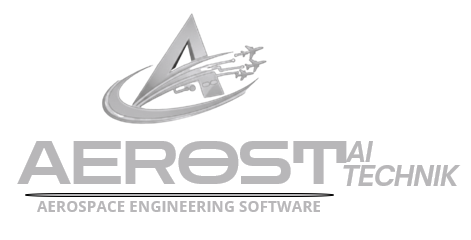 AEROST AI
TECHNIK
AEROSPACE ENGINEERING SOFTWARE